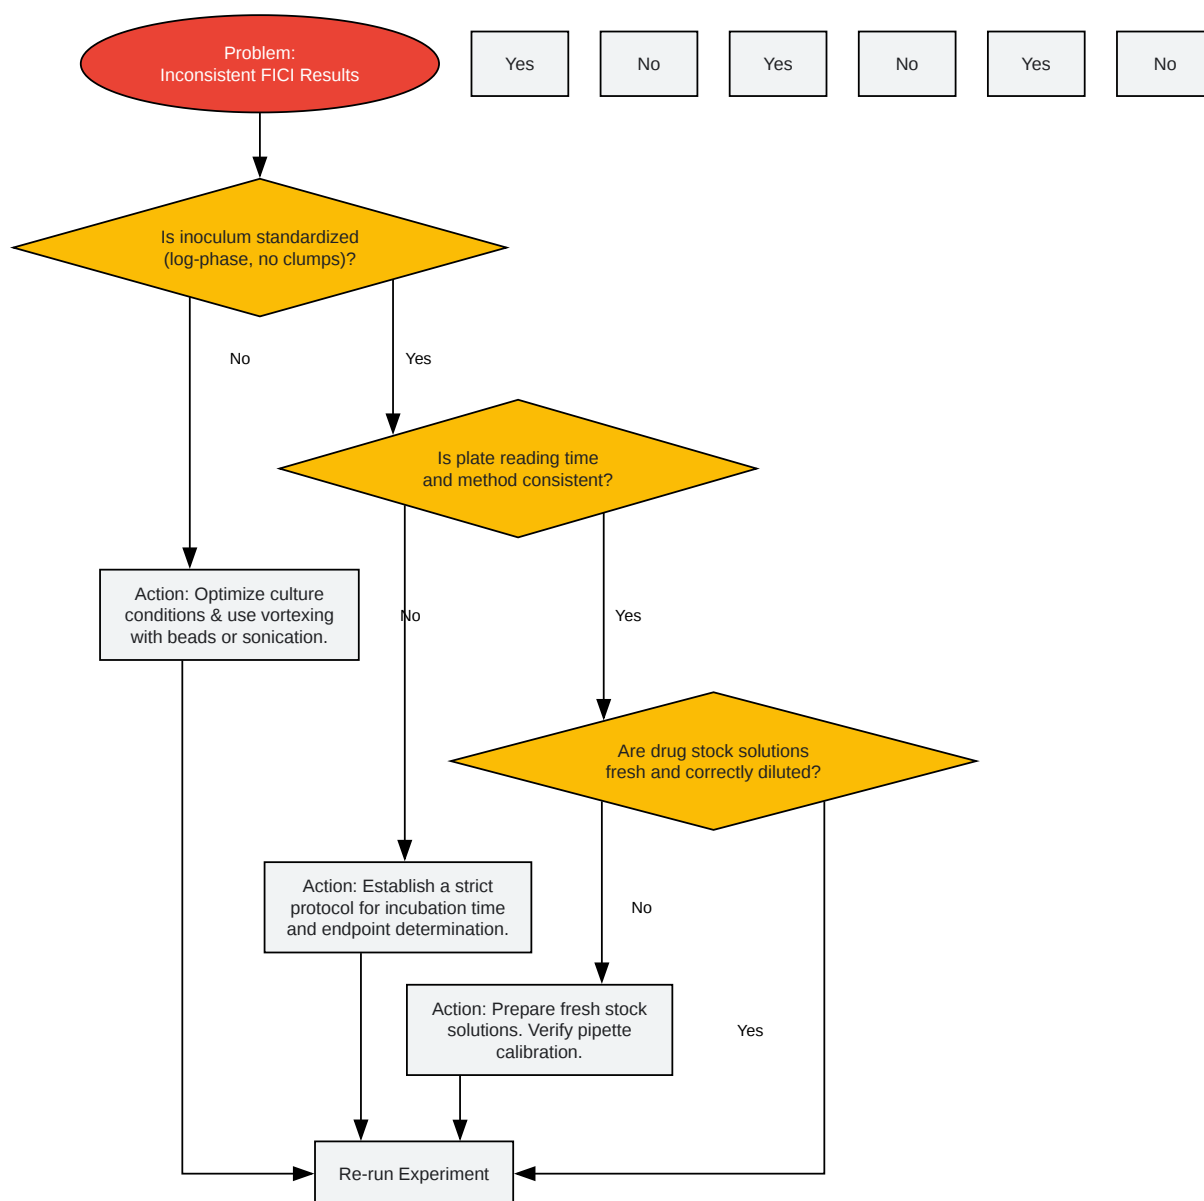 Problem:
Inconsistent FICI Results
Yes
No
Yes
No
Yes
No
Is inoculum standardized
(log-phase, no clumps)?
No
Yes
Is plate reading time
and method consistent?
Action: Optimize culture
conditions & use vortexing
with beads or sonication.
No
Yes
Are drug stock solutions
fresh and correctly diluted?
Action: Establish a strict
protocol for incubation time
and endpoint determination.
No
Action: Prepare fresh stock
solutions. Verify pipette
calibration.
Yes
Re-run Experiment